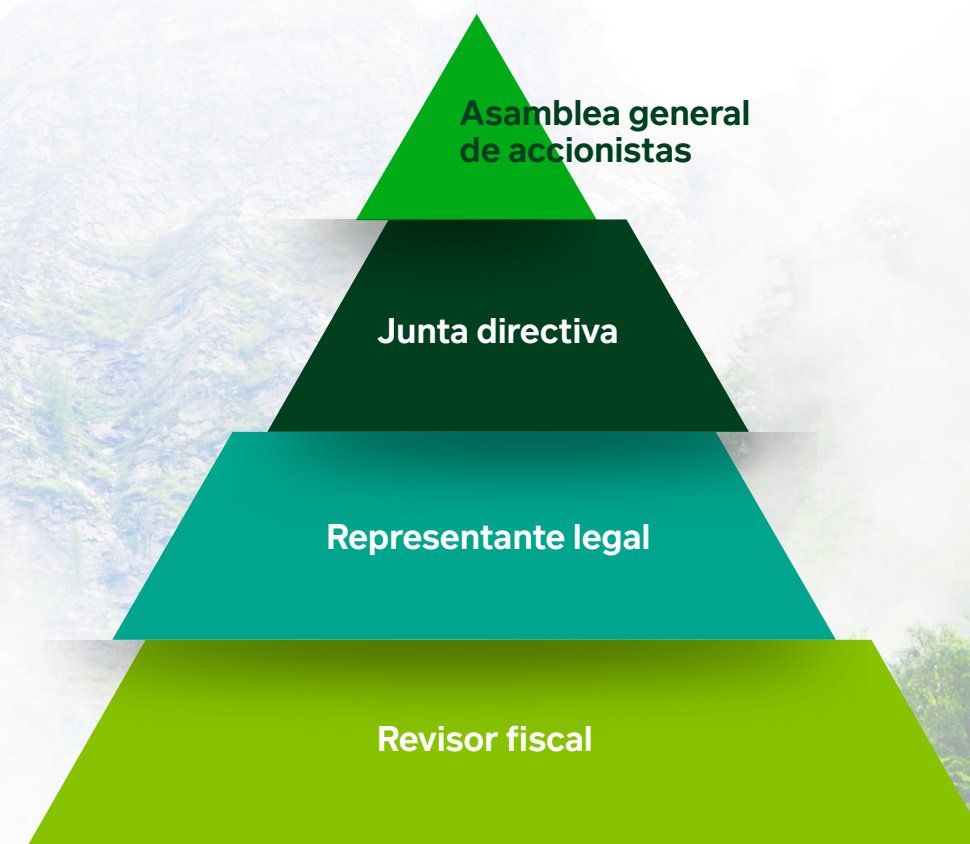 Asamblea general
de accionistas
Junta directiva
Representante legal
Revisor fiscal